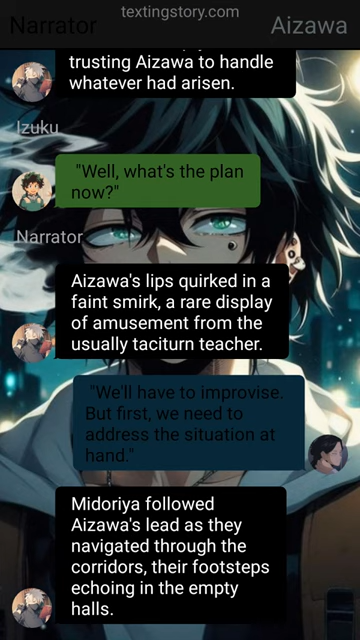 textingstory.com
Narrator
Aizawa
trusting Aizawa to handle
whatever had arisen.
Izuku
"Well, what's the plan
now?"
Narrator
Aizawa's lips quirked in a
faint smirk, a rare display
of amusement from the
usually taciturn teacher.
"We'll have to improvise.
But first, we need to
address the situation at
hand."
Midoriya followed
Aizawa's lead as they
navigated through the
corridors, their footsteps
echoing in the empty
halls.